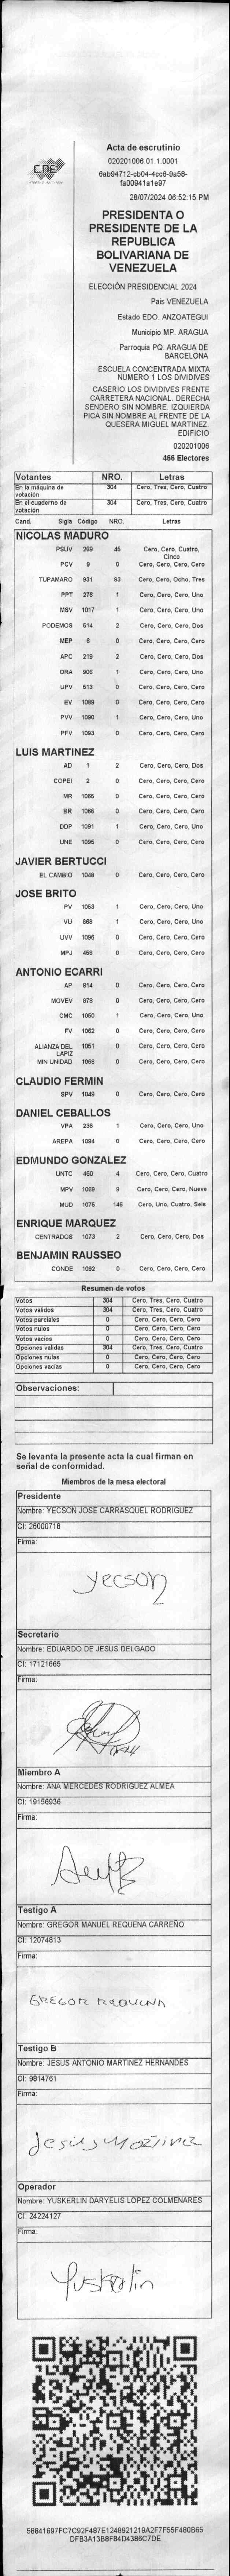 CNE
Acta de escrutinio
020201006.01.1.0001
6ab94712-cb04-4cc6-9a58-
fa00941a1e97
28/07/2024 06:52:15 PM
PRESIDENTA O
PRESIDENTE DE LA
REPUBLICA
BOLIVARIANA DE
VENEZUELA
ELECCIÓN PRESIDENCIAL 2024
Pais VENEZUELA
Estado EDO. ANZOATEGUI
Municipio MP. ARAGUA
Parroquia PQ. ARAGUA DE
BARCELONA
ESCUELA CONCENTRADA MIXTA
NÚMERO 1 LOS DIVIDIVES
CASERIO LOS DIVIDIVES FRENTE
CARRETERA NACIONAL. DERECHA
SENDERO SIN NOMBRE. IZQUIERDA
PICA SIN NOMBRE AL FRENTE DE LA
QUESERA MIGUEL MARTINEZ.
EDIFICIO
020201006
466 Electores
Votantes NRO. Letras
En la máquina de votación 304 Cero, Tres, Cero, Cuatro
En el cuaderno de votación 304 Cero, Tres, Cero, Cuatro
Cand. Sigla Código NRO. Letras
NICOLAS MADURO
PSUV 269 45 Cero, Cero, Cuatro, Cinco
PCV 9 0 Cero, Cero, Cero, Cero
TUPAMARO 931 83 Cero, Cero, Ocho, Tres
PPT 276 1 Cero, Cero, Cero, Uno
MSV 1017 1 Cero, Cero, Cero, Uno
PODEMOS 514 2 Cero, Cero, Cero, Dos
MEP 6 0 Cero, Cero, Cero, Cero
APC 219 2 Cero, Cero, Cero, Dos
ORA 906 1 Cero, Cero, Cero, Uno
UPV 513 0 Cero, Cero, Cero, Cero
EV 1089 0 Cero, Cero, Cero, Cero
PVV 1090 1 Cero, Cero, Cero, Uno
PFV 1093 0 Cero, Cero, Cero, Cero
LUIS MARTINEZ
AD 1 2 Cero, Cero, Cero, Dos
COPEI 2 0 Cero, Cero, Cero, Cero
MR 1065 0 Cero, Cero, Cero, Cero
BR 1066 0 Cero, Cero, Cero, Cero
DDP 1091 1 Cero, Cero, Cero, Uno
UNE 1095 0 Cero, Cero, Cero, Cero
JAVIER BERTUCCI
EL CAMBIO 1048 0 Cero, Cero, Cero, Cero
JOSE BRITO
PV 1053 1 Cero, Cero, Cero, Uno
VU 868 1 Cero, Cero, Cero, Uno
UVV 1096 0 Cero, Cero, Cero, Cero
MPJ 458 0 Cero, Cero, Cero, Cero
ANTONIO ECARRI
AP 914 0 Cero, Cero, Cero, Cero
MOVEV 878 0 Cero, Cero, Cero, Cero
CMC 1050 1 Cero, Cero, Cero, Uno
FV 1062 0 Cero, Cero, Cero, Cero
ALIANZA DEL LAPIZ 1051 0 Cero, Cero, Cero, Cero
MIN UNIDAD 1068 0 Cero, Cero, Cero, Cero
CLAUDIO FERMIN
SPV 1049 0 Cero, Cero, Cero, Cero
DANIEL CEBALLOS
VPA 236 1 Cero, Cero, Cero, Uno
AREPA 1094 0 Cero, Cero, Cero, Cero
EDMUNDO GONZALEZ
UNTC 450 4 Cero, Cero, Cero, Cuatro
MPV 1069 9 Cero, Cero, Cero, Nueve
MUD 1076 146 Cero, Uno, Cuatro, Seis
ENRIQUE MARQUEZ
CENTRADOS 1073 2 Cero, Cero, Cero, Dos
BENJAMIN RAUSSEO
CONDE 1092 0 Cero, Cero, Cero, Cero
Resumen de votos
Votos 304 Cero, Tres, Cero, Cuatro
Votos validos 304 Cero, Tres, Cero, Cuatro
Votos parciales 0 Cero, Cero, Cero, Cero
Votos nulos 0 Cero, Cero, Cero, Cero
Votos vacios 0 Cero, Cero, Cero, Cero
Opciones validas 304 Cero, Tres, Cero, Cuatro
Opciones nulas 0 Cero, Cero, Cero, Cero
Opciones vacias 0 Cero, Cero, Cero, Cero
Observaciones:
Se levanta la presente acta la cual firman en
señal de conformidad.
Miembros de la mesa electoral
Presidente
Nombre: YECSON JOSE CARRASQUEL RODRIGUEZ
CI: 26000718
Firma:
yecson
Secretario
Nombre: EDUARDO DE JESUS DELGADO
CI: 17121665
Firma:
Miembro A
Nombre: ANA MERCEDES RODRIGUEZ ALMEA
CI: 19156936
Firma:
Testigo A
Nombre: GREGOR MANUEL REQUENA CARREÑO
CI: 12074813
Firma:
GREGOR REQUENA
Testigo B
Nombre: JESUS ANTONIO MARTINEZ HERNANDES
CI: 9814761
Firma:
Jesus Martinez
Operador
Nombre: YUSKERLIN DARYELIS LOPEZ COLMENARES
CI: 24224127
Firma:
Yuskerlin
58841697FC7C92F487E1248921219A2F7F55F480B65
DFB3A13B8F84D4386C7DE